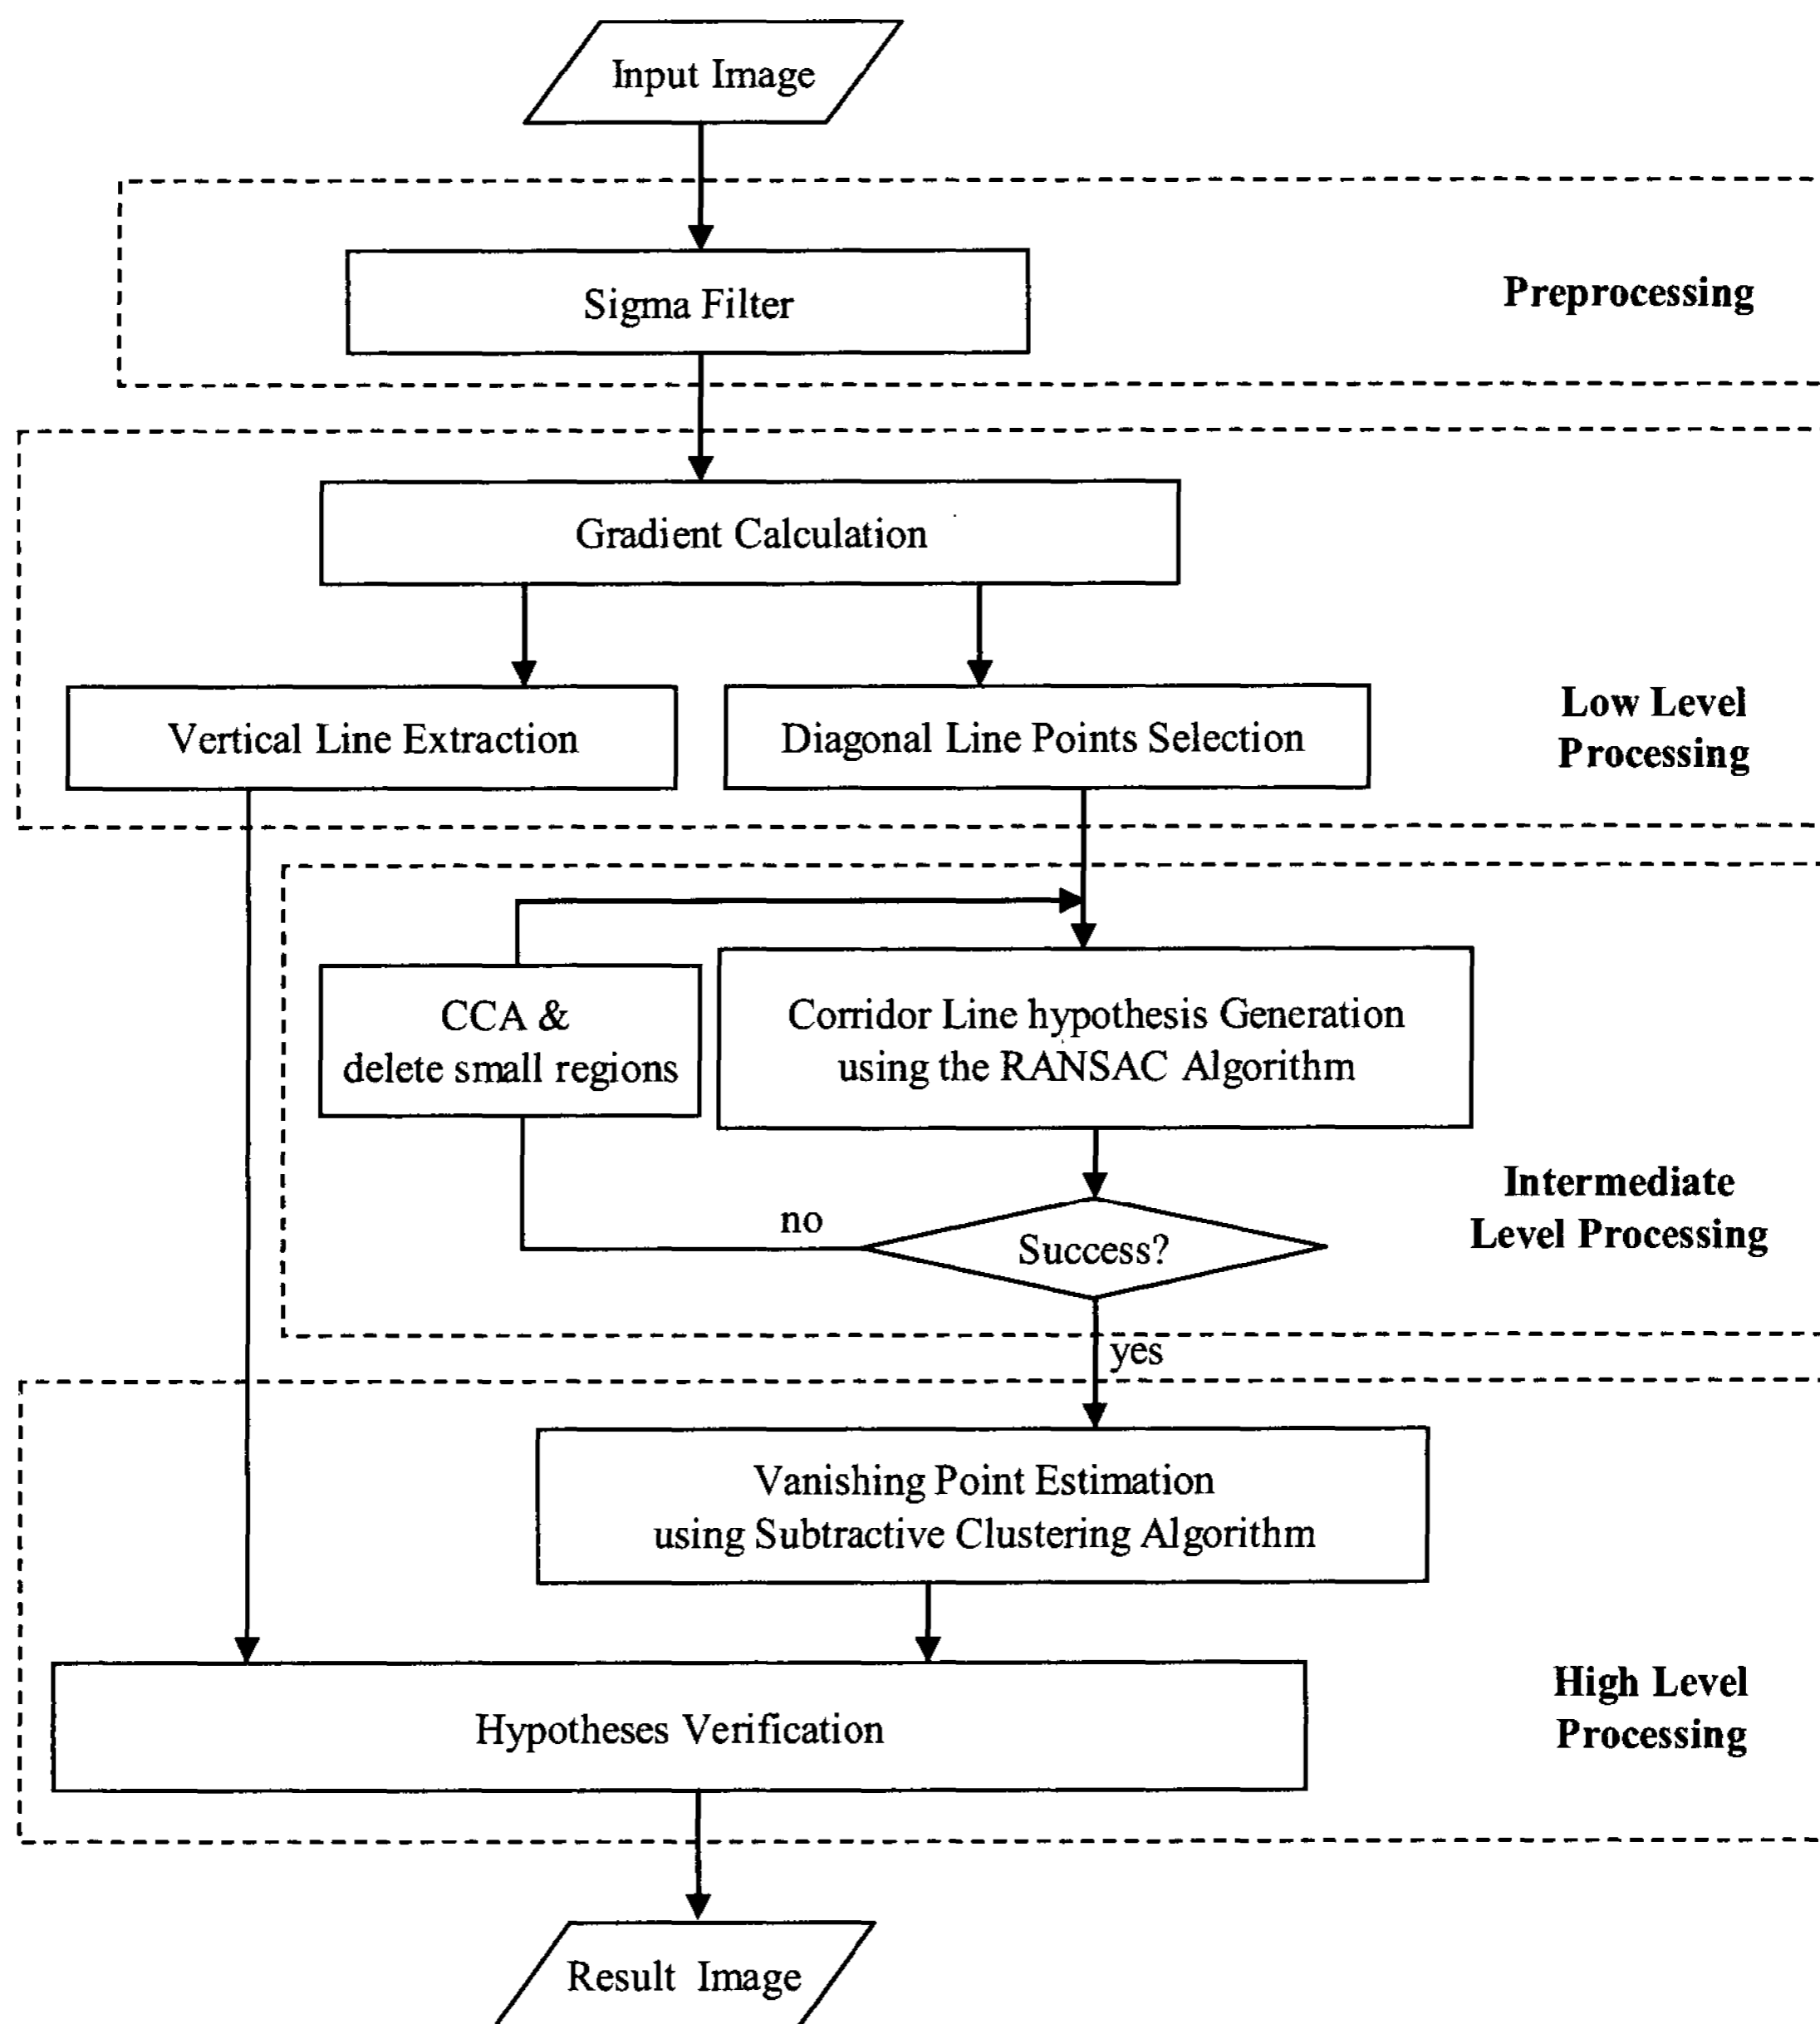 Input Image
Sigma Filter
Preprocessing
Gradient Calculation
Vertical Line Extraction
Diagonal Line Points Selection
Low Level
Processing
CCA &
delete small regions
Corridor Line hypothesis Generation
using the RANSAC Algorithm
Intermediate
Level Processing
no
Success?
yes
Vanishing Point Estimation
using Subtractive Clustering Algorithm
Hypotheses Verification
High Level
Processing
Result Image